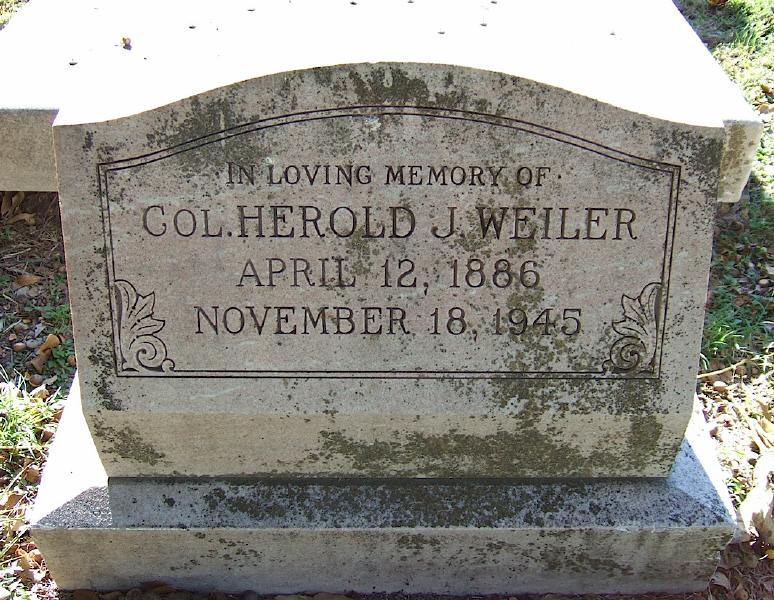 IN LOVING MEMORY OF
COL. HEROLD J. WEILER
APRIL 12, 1886
NOVEMBER 18, 1945